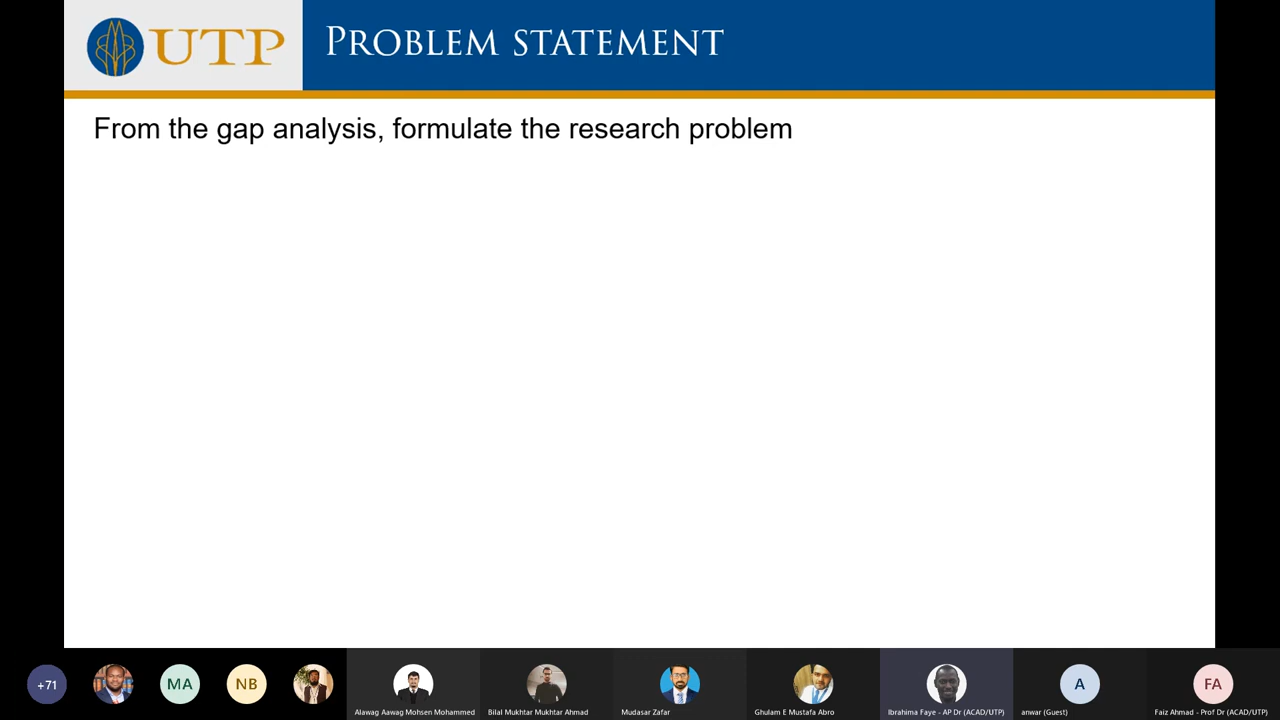 UTP
PROBLEM STATEMENT
From the gap analysis, formulate the research problem
+71
MA
NB
A
FA
Alawag Aawag Mohsen Mohammed
Bilal Mukhtar Mukhtar Ahmad
Mudasar Zafar
Ghulam E Mustafa Abro
Ibrahima Faye - AP Dr (ACAD/UTP)
anwar (Guest)
Faiz Ahmad - Prof Dr (ACAD/UTP)